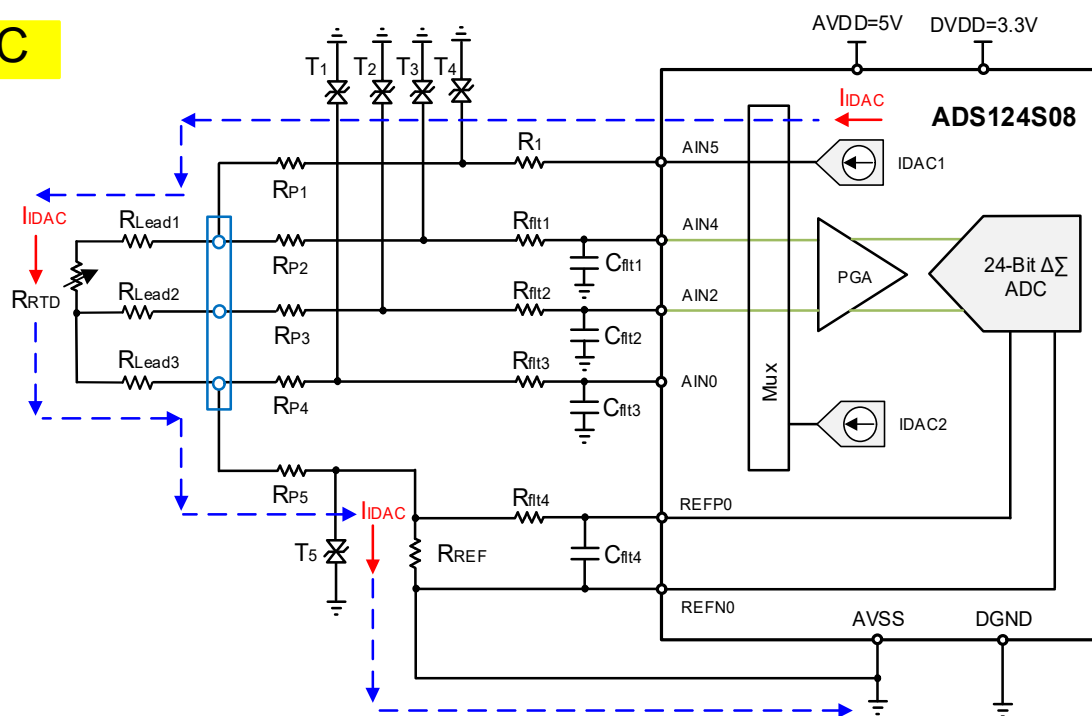 C
AVDD=5V
DVDD=3.3V
T1
T2
T3
T4
IIDAC
ADS124S08
R1
AIN5
IDAC1
RP1
IIDAC
RLead1
Rflt1
AIN4
RP2
Cflt1
PGA
24-Bit ΔΣ
ADC
RRTD
RLead2
Rflt2
AIN2
RP3
Cflt2
RLead3
Rflt3
AIN0
Mux
RP4
Cflt3
IDAC2
RP5
IIDAC
Rflt4
REFP0
T5
RREF
Cflt4
REFN0
AVSS
DGND